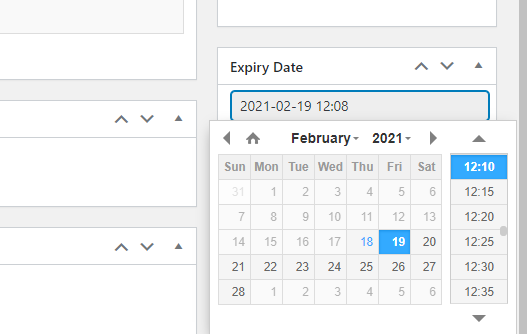 Expiry Date
2021-02-19 12:08
February 2021
Sun Mon Tue Wed Thu Fri Sat
31 1 2 3 4 5 6
7 8 9 10 11 12 13
14 15 16 17 18 19 20
21 22 23 24 25 26 27
28 1 2 3 4 5 6
12:10
12:15
12:20
12:25
12:30
12:35